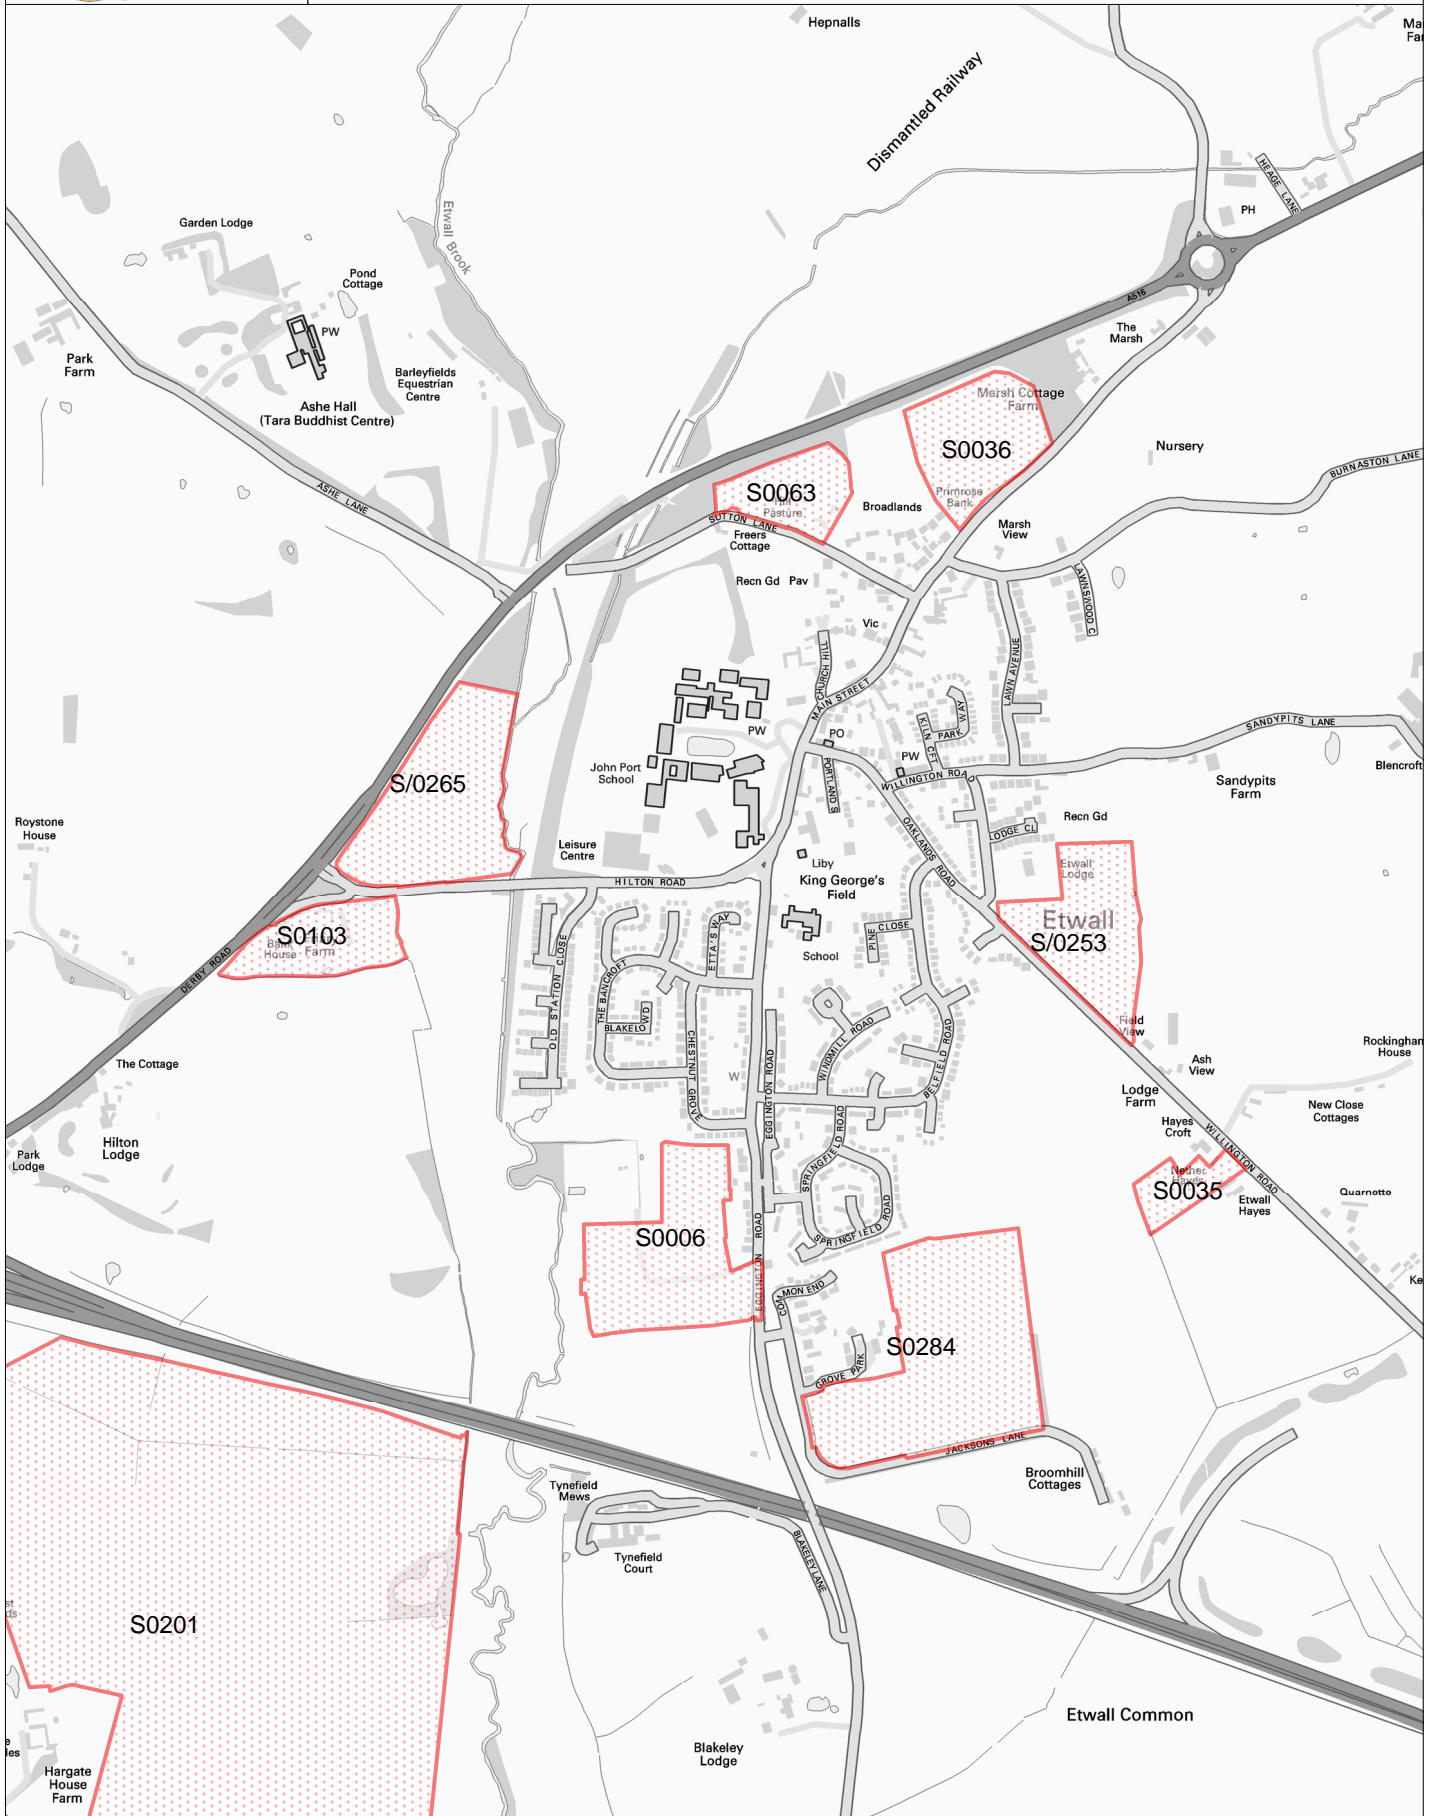 Hepnalls
Dismantled Railway
HEAGE LANE
PH
Etwall Brook
Garden Lodge
Pond
Cottage
PW
Park
Farm
Barleyfields
Equestrian
Centre
Ashe Hall
(Tara Buddhist Centre)
A516
The
Marsh
Marsh Cottage
Farm
S0036
Primrose
Bank
Nursery
BURNASTON LANE
ASHE LANE
S0063
Hill
Pasture
SUTTON LANE
Freers
Cottage
Broadlands
Marsh
View
Recn Gd
Pav
LAWNSWOOD C
Vic
CHURCH HILL
MAIN STREET
LAWN AVENUE
KILN CFT
PARK WAY
PW
PO
PW
PORTLAND S
WILLINGTON ROAD
SANDYPITS LANE
Sandypits
Farm
Blencroft
John Port
School
S/0265
Roystone
House
OAKLANDS ROAD
LODGE CL
Recn Gd
Leisure
Centre
Liby
King George's
Field
HILTON ROAD
Etwall
Lodge
Etwall
S/0253
S0103
Bank
House
Farm
DERBY ROAD
OLD STATION CLOSE
THE BANCROFT
ETTA'S WAY
PINE CLOSE
School
BLAKELO WD
CHESTNUT GROVE
W
EGGINGTON ROAD
WINDMILL ROAD
BELFIELD ROAD
Field
View
The Cottage
Ash
View
Rockingham
House
Lodge
Farm
Hayes
Croft
New Close
Cottages
WILLINGTON ROAD
Hilton
Lodge
Park
Lodge
SPRINGFIELD ROAD
Nether
Hayes
S0035
Etwall
Hayes
Quarnotto
SPRINGFIELD ROAD
S0006
EGGINGTON ROAD
COMMON END
Ke
S0284
GROVE PARK
JACKSONS LANE
Broomhill
Cottages
Tynefield
Mews
Tynefield
Court
BLAKELEY LANE
S0201
Etwall Common
Blakeley
Lodge
Hargate
House
Farm